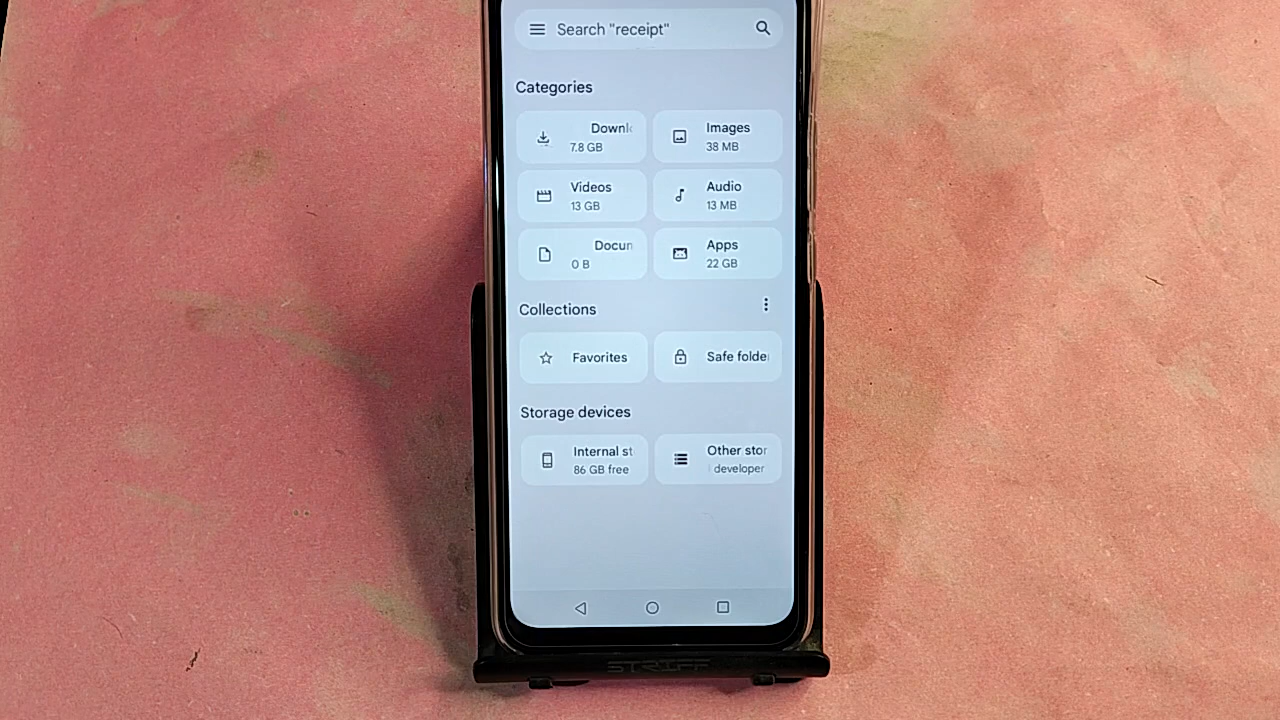 Search "receipt"
Categories
Downl
7.8 GB
Images
38 MB
Videos
13 GB
Audio
13 MB
Docun
0 B
Apps
22 GB
Collections
Favorites
Safe folde
Storage devices
Internal st
86 GB free
Other stor
developer
STRIFF